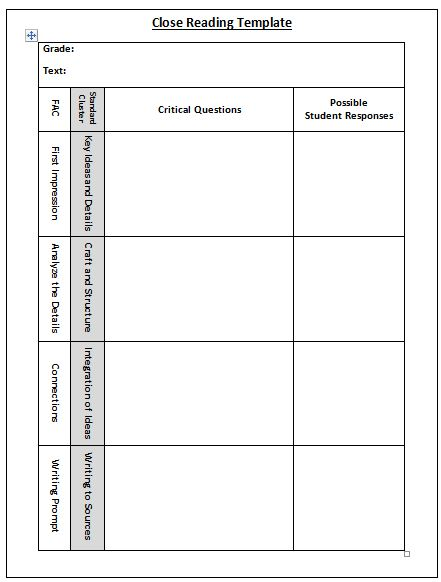 Close Reading Template
Grade:
Text:
FAC
Standard
Cluster
Critical Questions
Possible
Student Responses
First Impression
Key Ideas and Details
Analyze the Details
Craft and Structure
Connections
Integration of Ideas
Writing Prompt
Writing to Sources